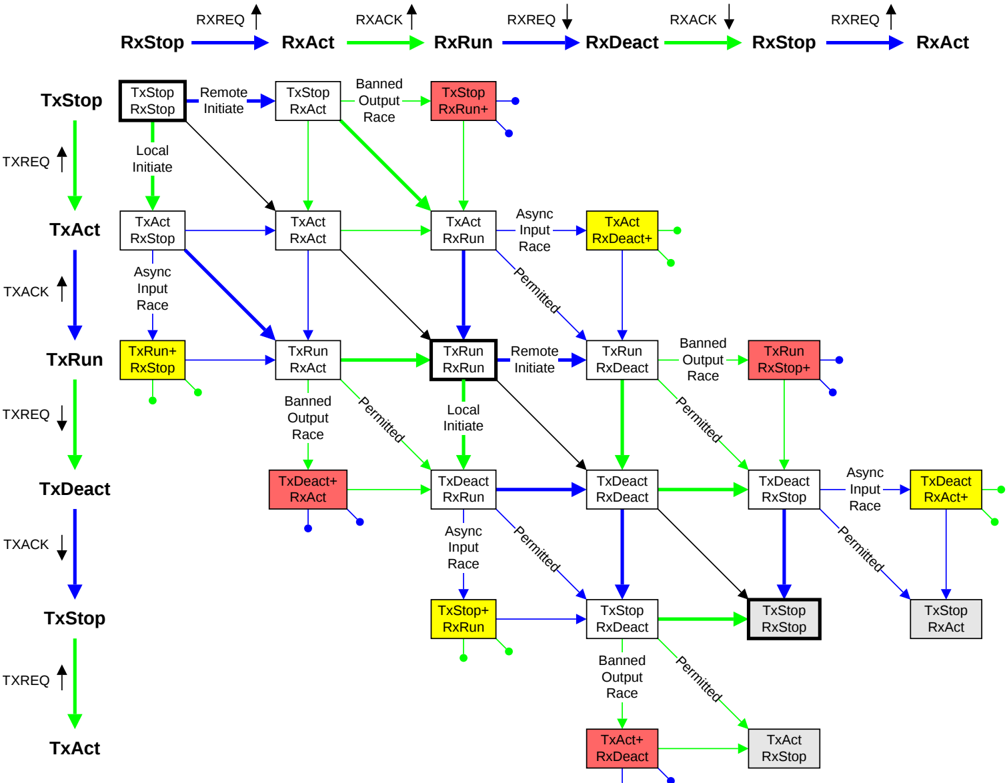 RXREQ
RXACK
RXREQ
RXACK
RXREQ
RxStop
RxAct
RxRun
RxDeact
RxStop
RxAct
TxStop
TxStop
RxStop
Remote
Initiate
TxStop
RxAct
Banned
Output
Race
TxStop
RxRun+
TXREQ
Local
Initiate
TxAct
TxAct
RxStop
TxAct
RxAct
TxAct
RxRun
Async
Input
Race
TxAct
RxDeact+
TXACK
Async
Input
Race
Permitted
TxRun
TxRun+
RxStop
TxRun
RxAct
TxRun
RxRun
Remote
Initiate
TxRun
RxDeact
Banned
Output
Race
TxRun
RxStop+
TXREQ
Banned
Output
Race
Permitted
Local
Initiate
Permitted
TxDeact
TxDeact+
RxAct
TxDeact
RxRun
TxDeact
RxDeact
TxDeact
RxStop
Async
Input
Race
TxDeact
RxAct+
TXACK
Async
Input
Race
Permitted
Permitted
TxStop
TxStop+
RxRun
TxStop
RxDeact
TxStop
RxStop
TxStop
RxAct
TXREQ
Banned
Output
Race
Permitted
TxAct
TxAct+
RxDeact
TxAct
RxStop